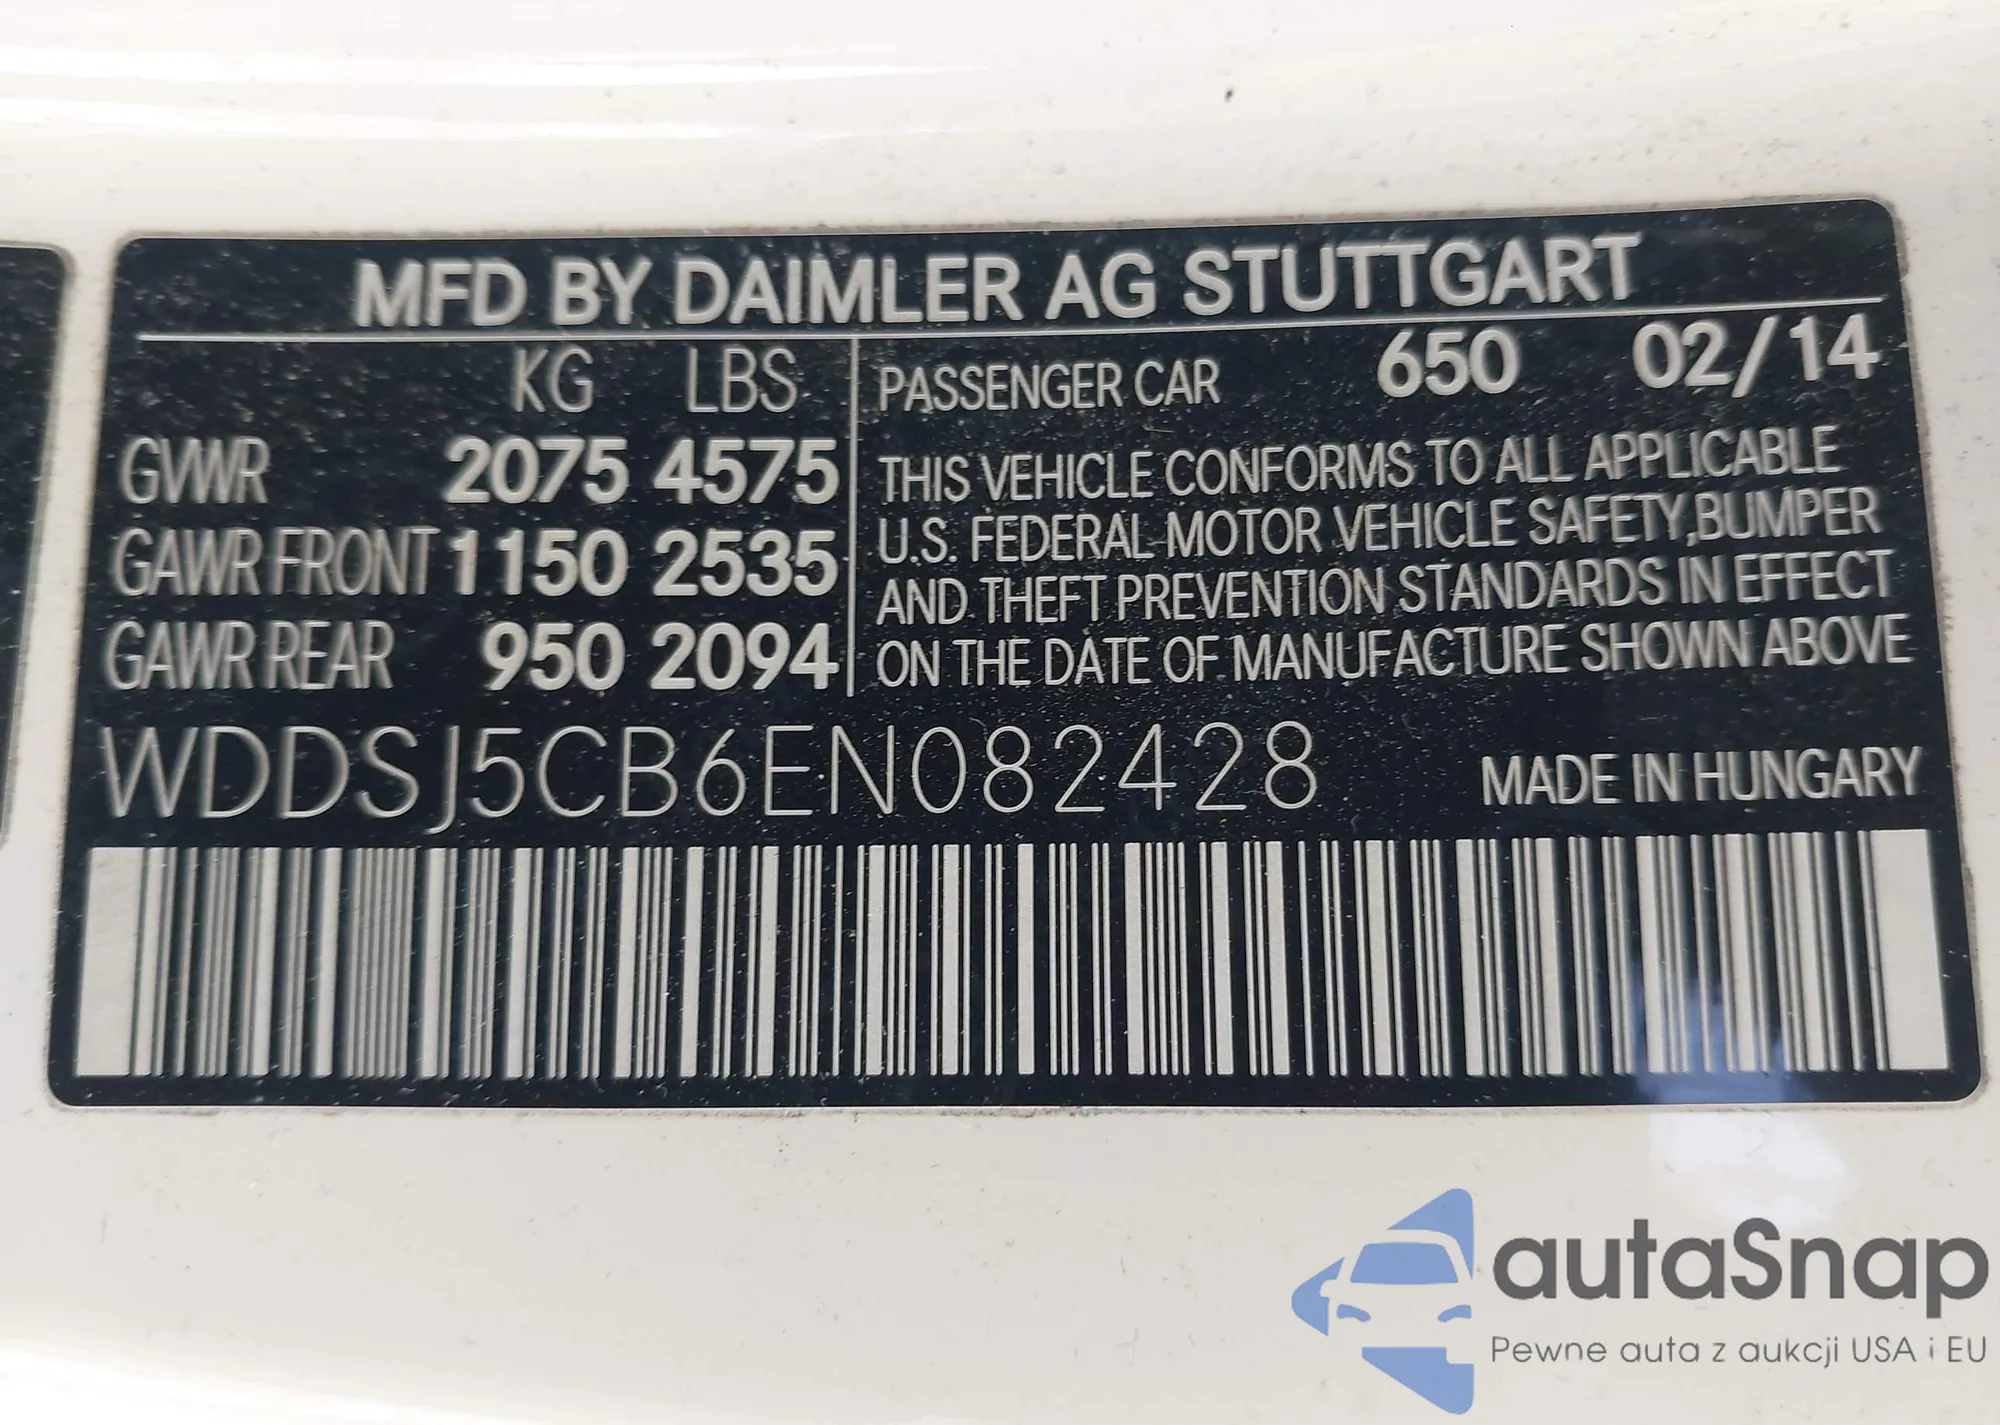 MFD BY DAIMLER AG STUTTGART
KG LBS
GVWR 2075 4575
GAWR FRONT 1150 2535
GAWR REAR 950 2094
PASSENGER CAR 650 02/14
THIS VEHICLE CONFORMS TO ALL APPLICABLE
U.S. FEDERAL MOTOR VEHICLE SAFETY,BUMPER
AND THEFT PREVENTION STANDARDS IN EFFECT
ON THE DATE OF MANUFACTURE SHOWN ABOVE
WDDSJ5CB6EN082428 MADE IN HUNGARY
autaSnap
Pewne auta z aukcji USA i EU